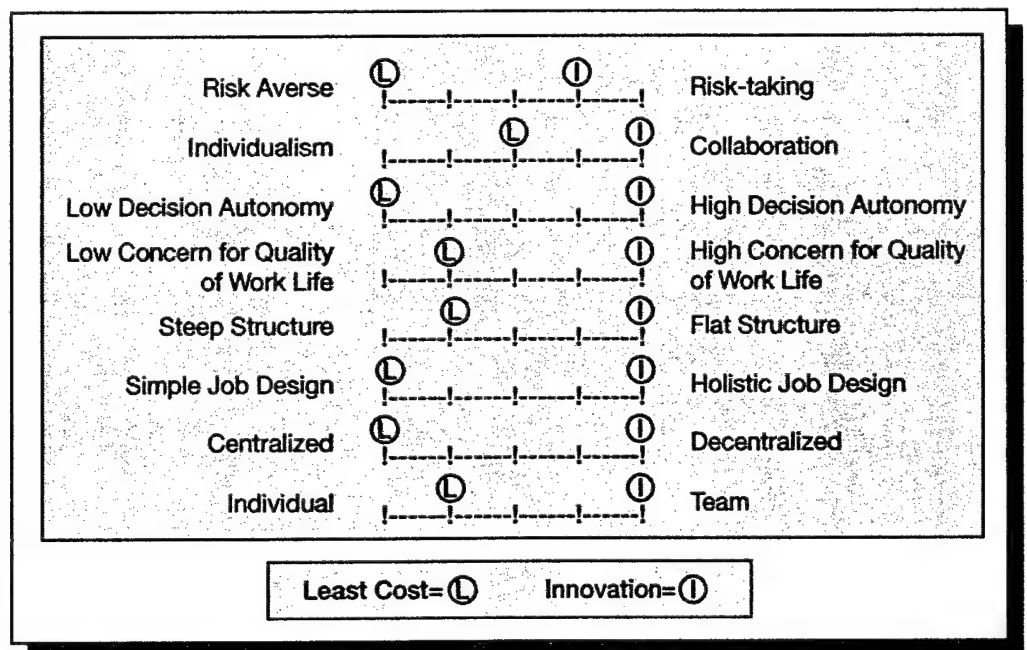 Ⓛ Ⓘ
Risk Averse !-----!-----!-----!-----! Risk-taking
Ⓛ Ⓘ
Individualism !-----!-----!-----!-----! Collaboration
Ⓛ Ⓘ
Low Decision Autonomy !-----!-----!-----!-----! High Decision Autonomy
Low Concern for Quality Ⓛ Ⓘ High Concern for Quality
of Work Life !-----!-----!-----!-----! of Work Life
Ⓛ Ⓘ
Steep Structure !-----!-----!-----!-----! Flat Structure
Ⓛ Ⓘ
Simple Job Design !-----!-----!-----!-----! Holistic Job Design
Ⓛ Ⓘ
Centralized !-----!-----!-----!-----! Decentralized
Ⓛ Ⓘ
Individual !-----!-----!-----!-----! Team
Least Cost=Ⓛ Innovation=Ⓘ